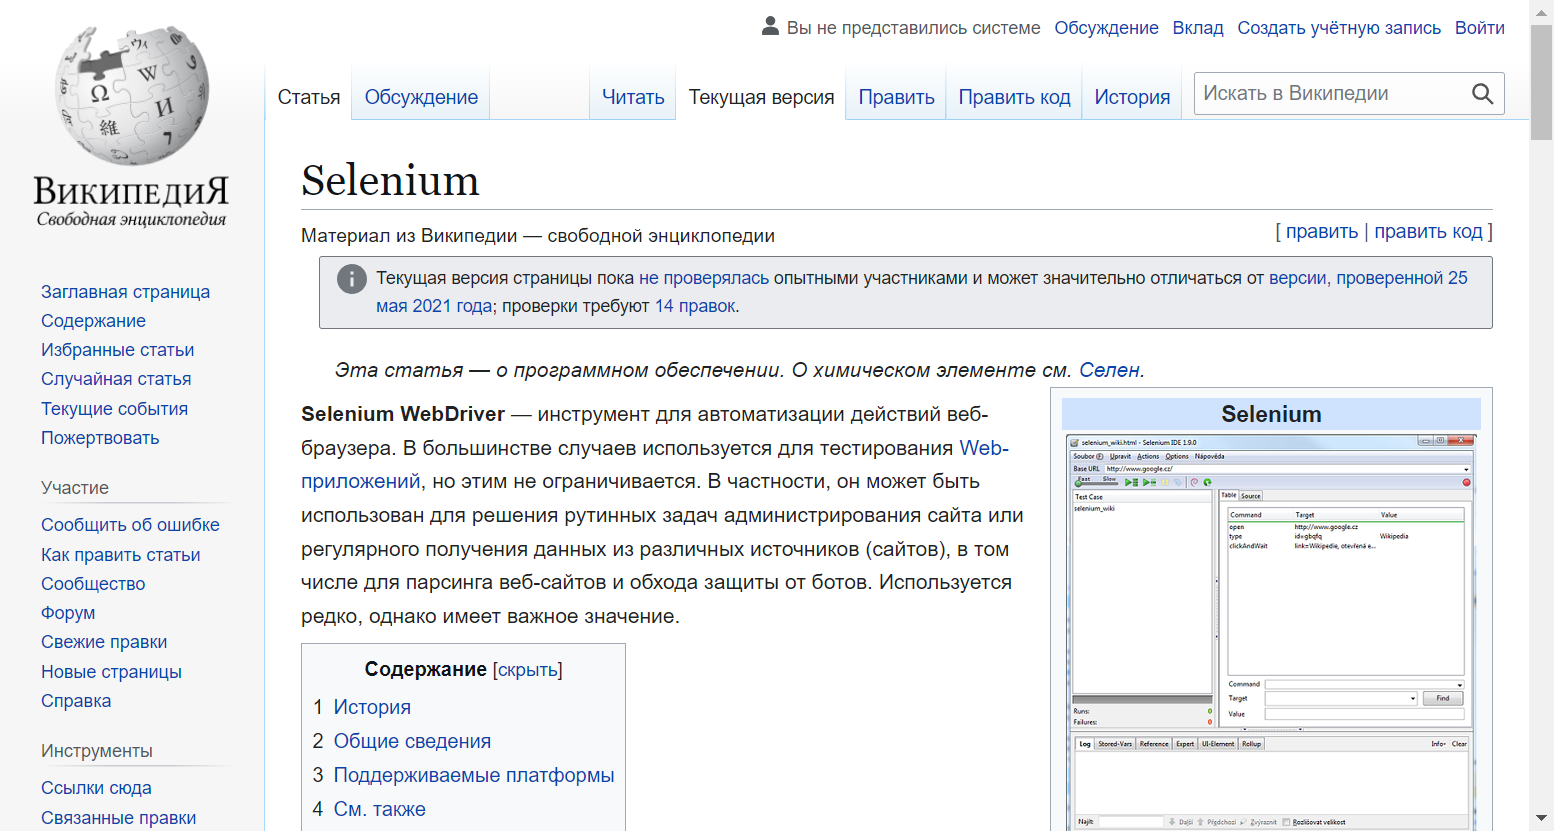 Вы не представились системе Обсуждение Вклад Создать учётную запись Войти
Статья Обсуждение Читать Текущая версия Править Править код История Искать в Википедии
ВикипедиЯ
Свободная энциклопедия
Заглавная страница
Содержание
Избранные статьи
Случайная статья
Текущие события
Пожертвовать
Участие
Сообщить об ошибке
Как править статьи
Сообщество
Форум
Свежие правки
Новые страницы
Справка
Инструменты
Ссылки сюда
Связанные правки
Selenium
Материал из Википедии — свободной энциклопедии
[ править | править код ]
Текущая версия страницы пока не проверялась опытными участниками и может значительно отличаться от версии, проверенной 25
мая 2021 года; проверки требуют 14 правок.
Эта статья — о программном обеспечении. О химическом элементе см. Селен.
Selenium WebDriver — инструмент для автоматизации действий веб-
браузера. В большинстве случаев используется для тестирования Web-
приложений, но этим не ограничивается. В частности, он может быть
использован для решения рутинных задач администрирования сайта или
регулярного получения данных из различных источников (сайтов), в том
числе для парсинга веб-сайтов и обхода защиты от ботов. Используется
редко, однако имеет важное значение.
Содержание [скрыть]
1 История
2 Общие сведения
3 Поддерживаемые платформы
4 См. также
Selenium
selenium_wiki.html - Selenium IDE 1.9.0
Soubor (F) Upravit Actions Options Nápověda
Base URL http://www.google.cz/
Fast Slow
Test Case
selenium_wiki
Table Source
Command Target Value
open http://www.google.cz
type id=gbqfq Wikipedia
clickAndWait link=Wikipedie, otevřená e...
Command
Target Find
Value
Runs: 0
Failures: 0
Log Stored-Vars Reference Expert UI-Element Rollup Info Clear
Najít: Další Předchozí Zvýraznit Rozlišovat velikost